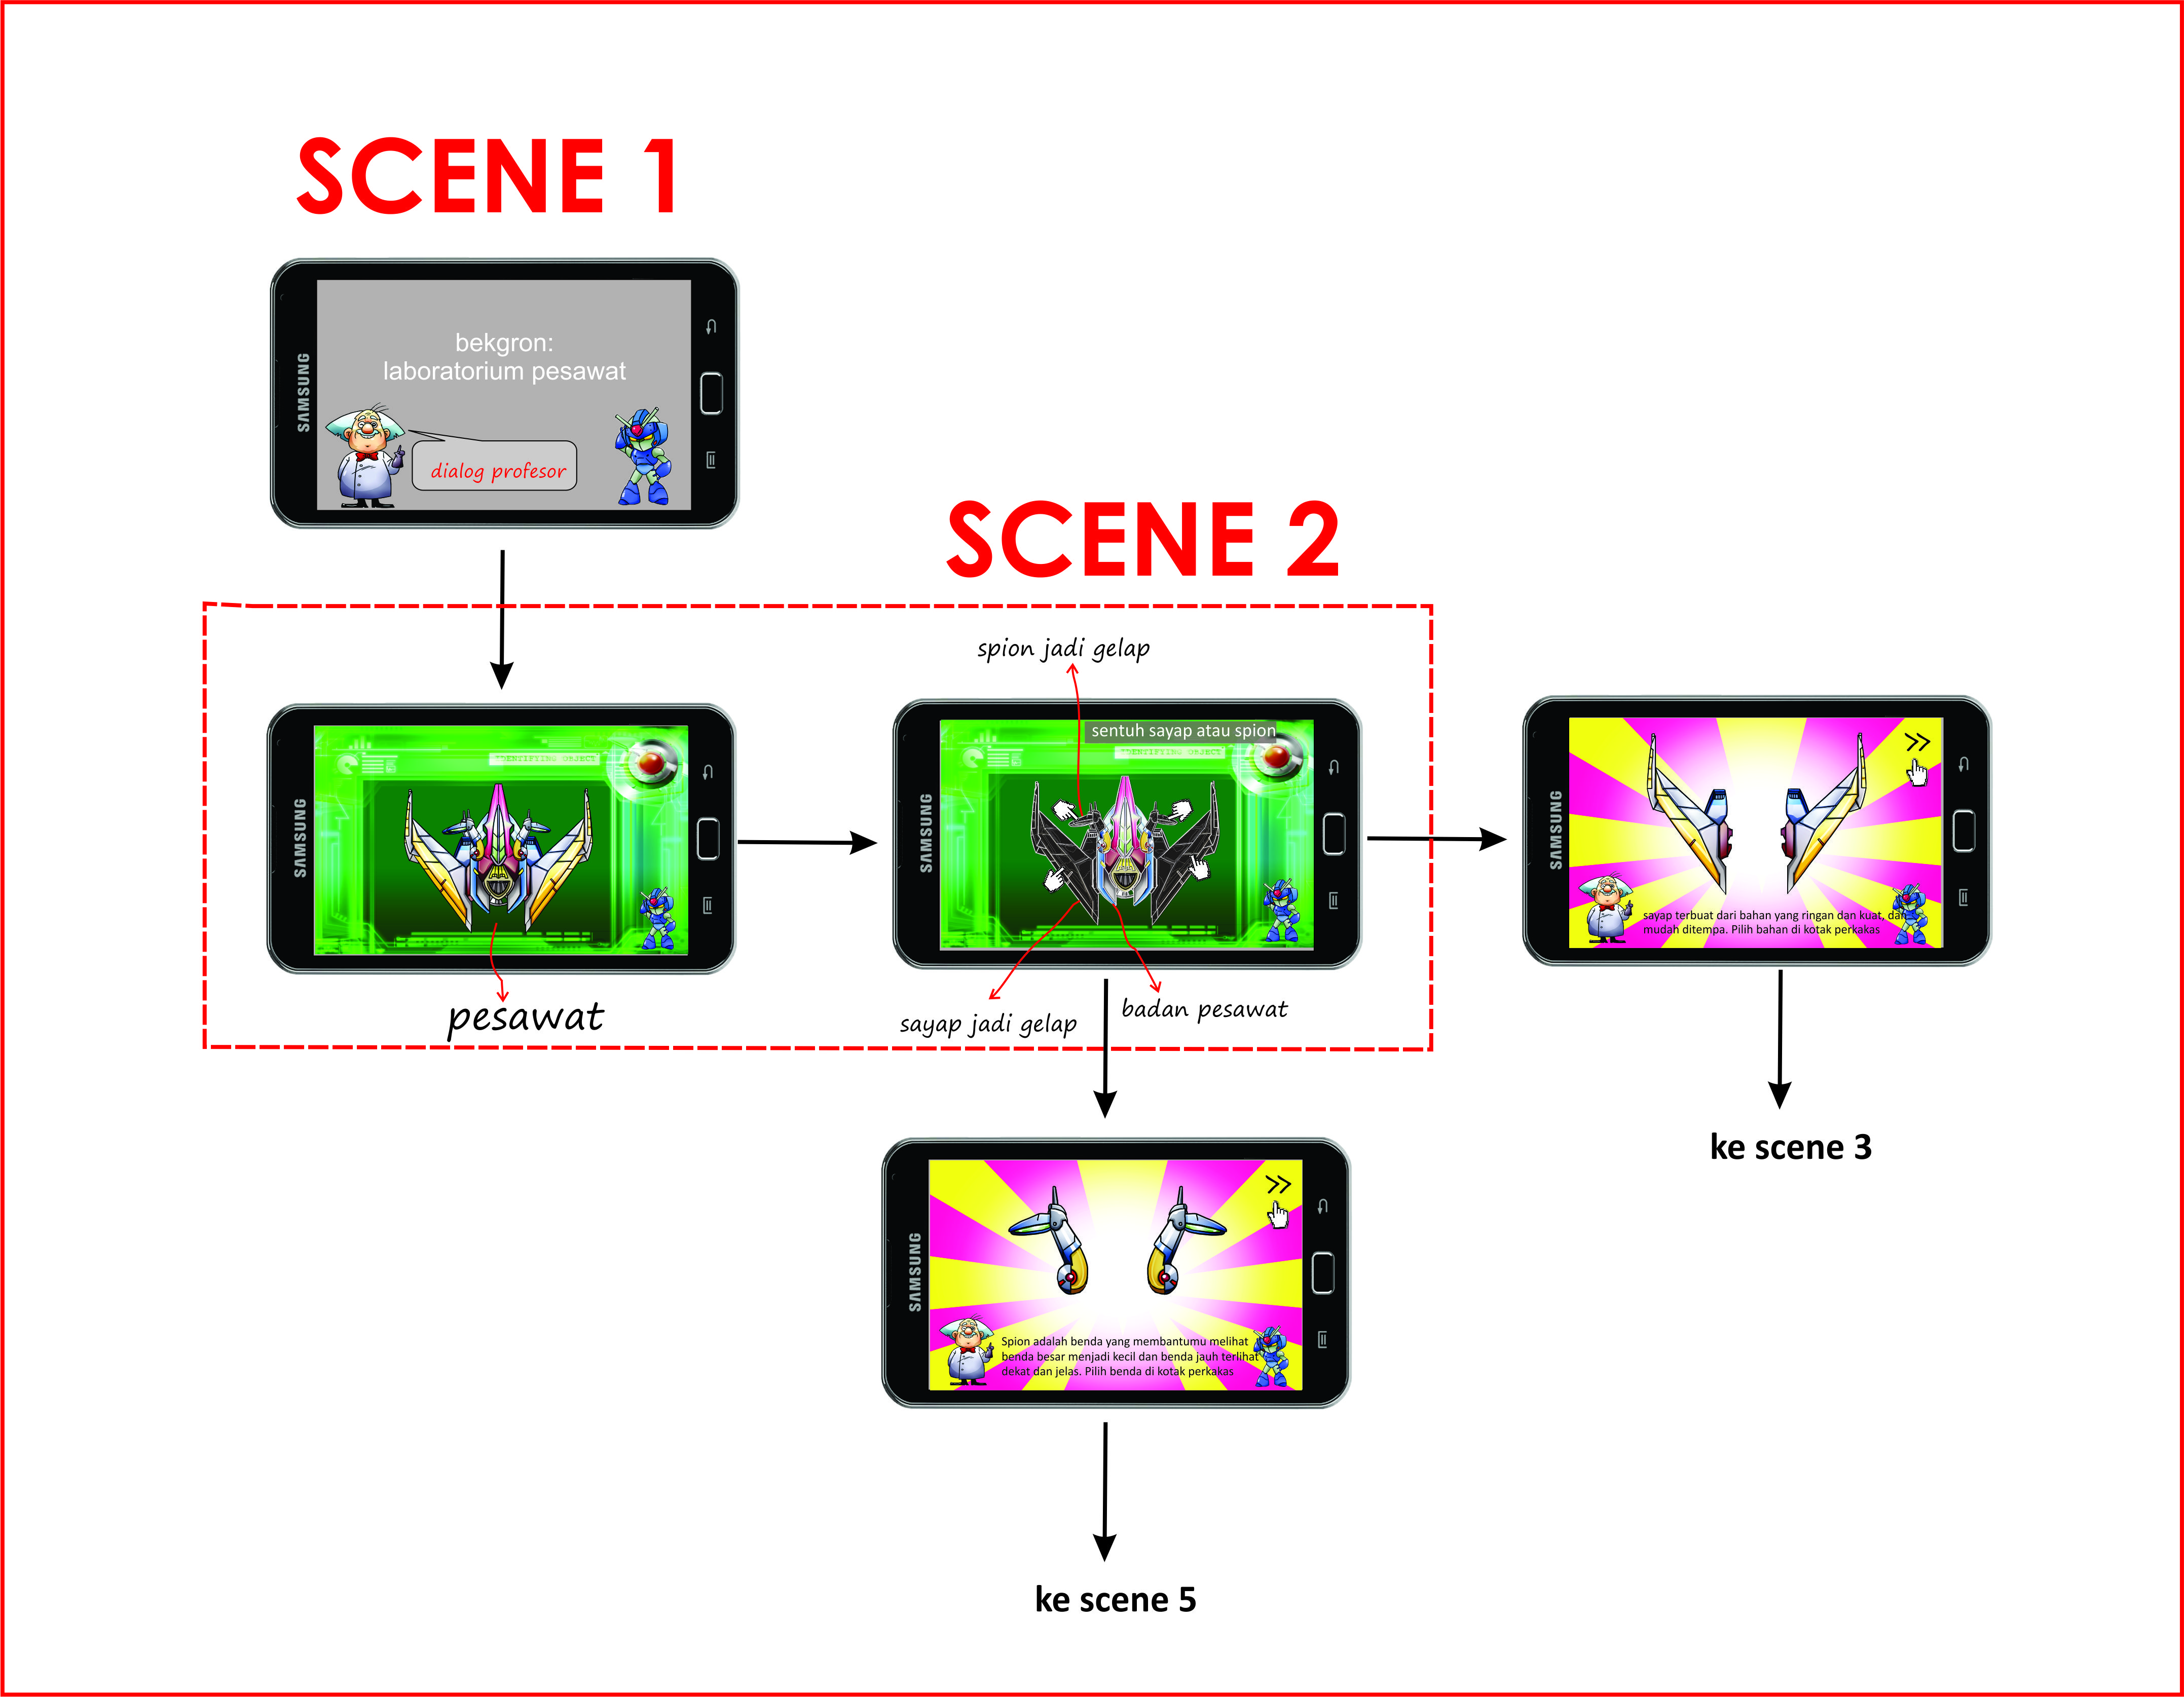 SCENE 1
SAMSUNG
bekgron:
laboratorium pesawat
dialog profesor
SCENE 2
spion jadi gelap
SAMSUNG
IDENTIFYING OBJECT
pesawat
SAMSUNG
sentuh sayap atau spion
IDENTIFYING OBJECT
sayap jadi gelap
badan pesawat
SAMSUNG
sayap terbuat dari bahan yang ringan dan kuat, dan
mudah ditempa. Pilih bahan di kotak perkakas
ke scene 3
SAMSUNG
Spion adalah benda yang membantumu melihat
benda besar menjadi kecil dan benda jauh terlihat
dekat dan jelas. Pilih benda di kotak perkakas
ke scene 5